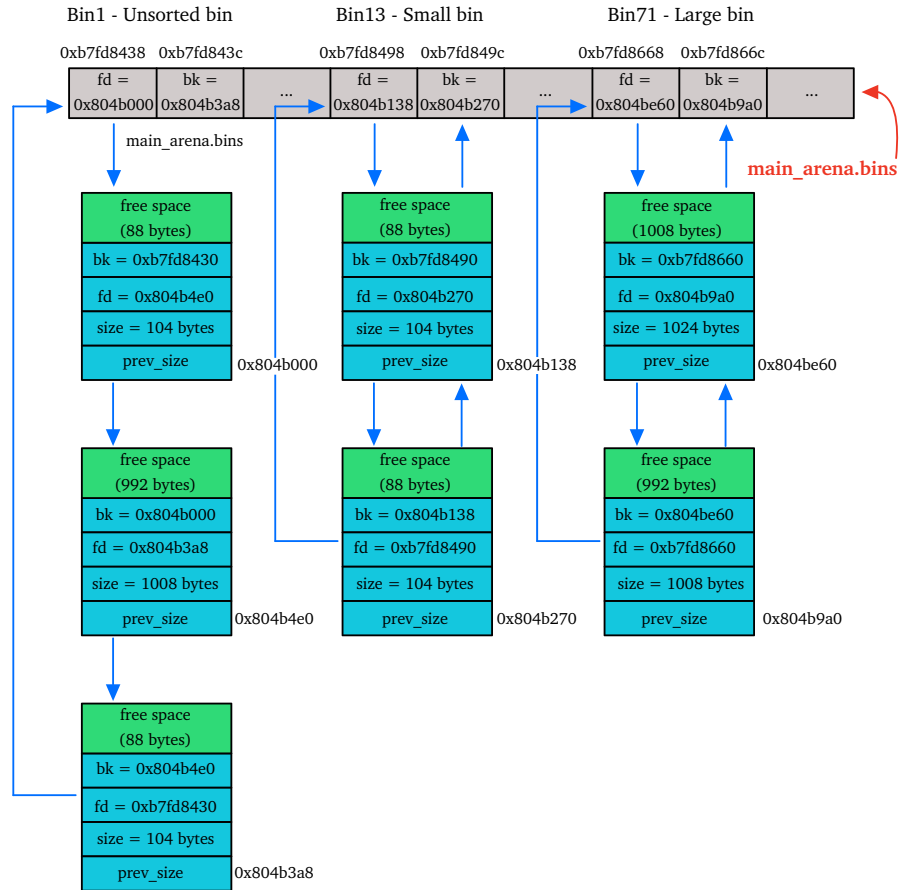 Bin1 - Unsorted bin
Bin13 - Small bin
Bin71 - Large bin
0xb7fd8438
0xb7fd843c
0xb7fd8498
0xb7fd849c
0xb7fd8668
0xb7fd866c
fd =
0x804b000
bk =
0x804b3a8
...
fd =
0x804b138
bk =
0x804b270
...
fd =
0x804be60
bk =
0x804b9a0
...
main_arena.bins
main_arena.bins
free space
(88 bytes)
bk = 0xb7fd8430
fd = 0x804b4e0
size = 104 bytes
prev_size
0x804b000
free space
(88 bytes)
bk = 0xb7fd8490
fd = 0x804b270
size = 104 bytes
prev_size
0x804b138
free space
(1008 bytes)
bk = 0xb7fd8660
fd = 0x804b9a0
size = 1024 bytes
prev_size
0x804be60
free space
(992 bytes)
bk = 0x804b000
fd = 0x804b3a8
size = 1008 bytes
prev_size
0x804b4e0
free space
(88 bytes)
bk = 0x804b138
fd = 0xb7fd8490
size = 104 bytes
prev_size
0x804b270
free space
(992 bytes)
bk = 0x804be60
fd = 0xb7fd8660
size = 1008 bytes
prev_size
0x804b9a0
free space
(88 bytes)
bk = 0x804b4e0
fd = 0xb7fd8430
size = 104 bytes
prev_size
0x804b3a8